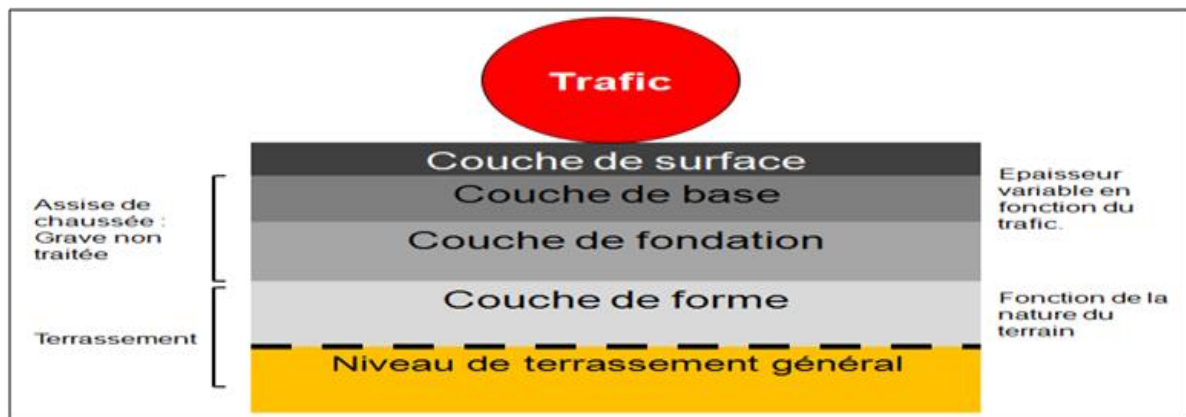 Trafic
Couche de surface
Couche de base
Couche de fondation
Couche de forme
Niveau de terrassement général
Assise de
chaussée :
Grave non
traitée
Terrassement
Epaisseur
variable en
fonction du
trafic.
Fonction de la
nature du
terrain